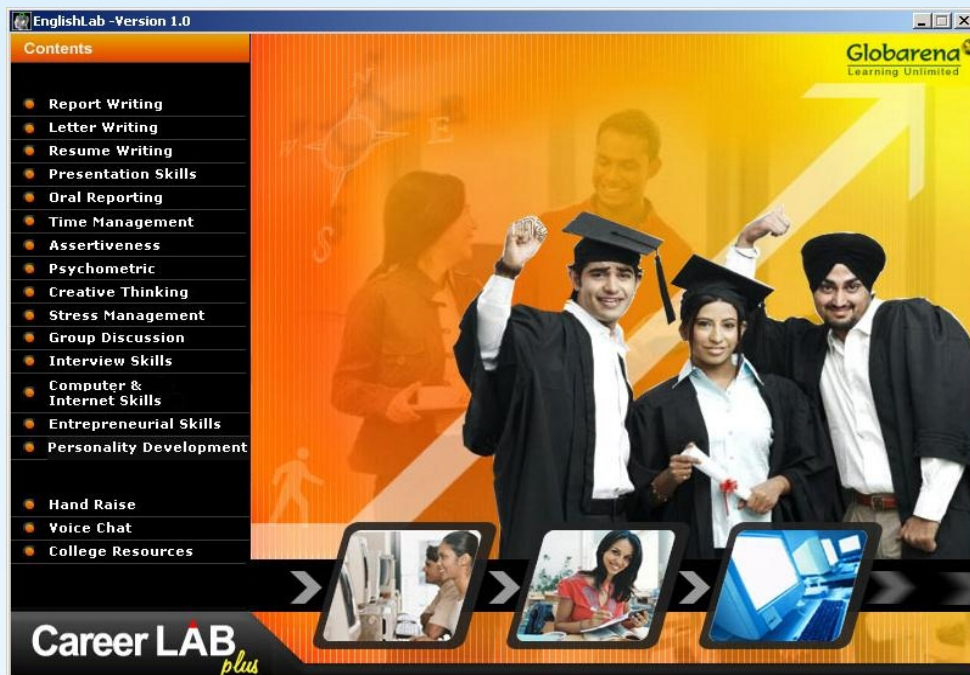 EnglishLab -Version 1.0
Contents
Globarena
Learning Unlimited
Report Writing
Letter Writing
Resume Writing
Presentation Skills
Oral Reporting
Time Management
Assertiveness
Psychometric
Creative Thinking
Stress Management
Group Discussion
Interview Skills
Computer &
Internet Skills
Entrepreneurial Skills
Personality Development
Hand Raise
Voice Chat
College Resources
N
E
W
S
Career LAB
plus